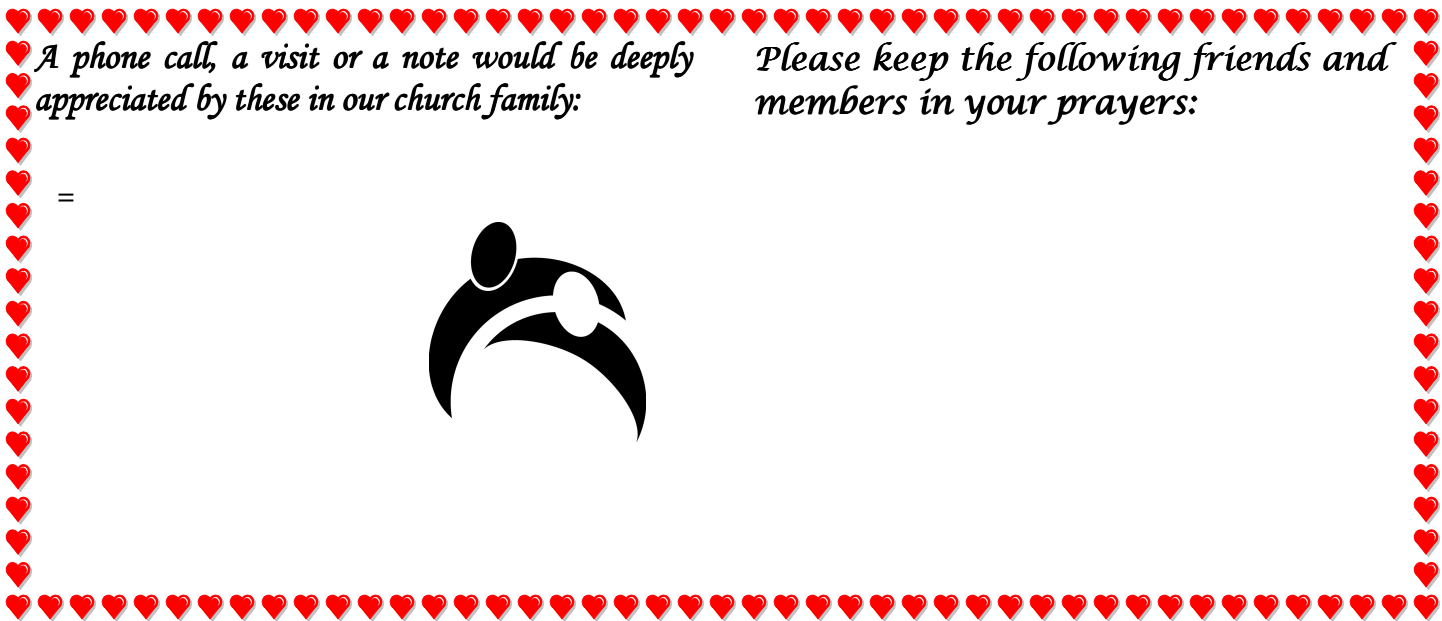 A phone call, a visit or a note would be deeply
appreciated by these in our church family:
=
Please keep the following friends and
members in your prayers: